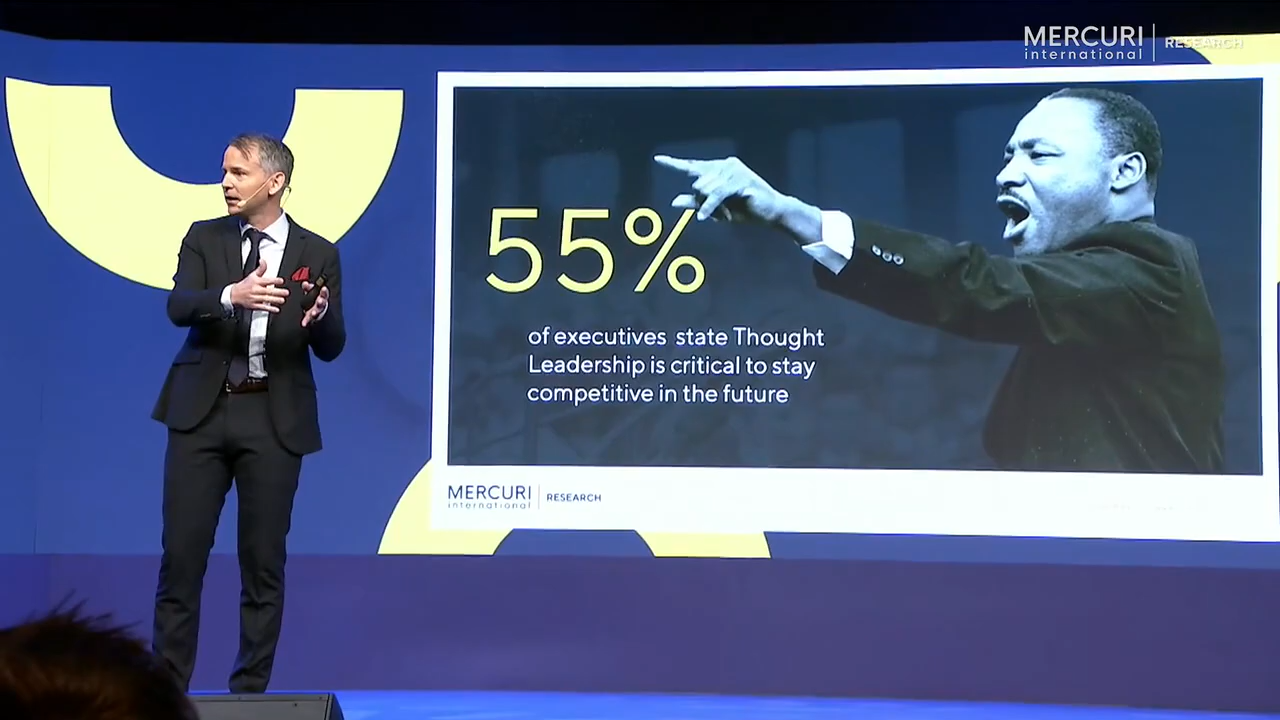 MERCURI international | RESEARCH
55%
of executives state Thought
Leadership is critical to stay
competitive in the future
MERCURI international | RESEARCH